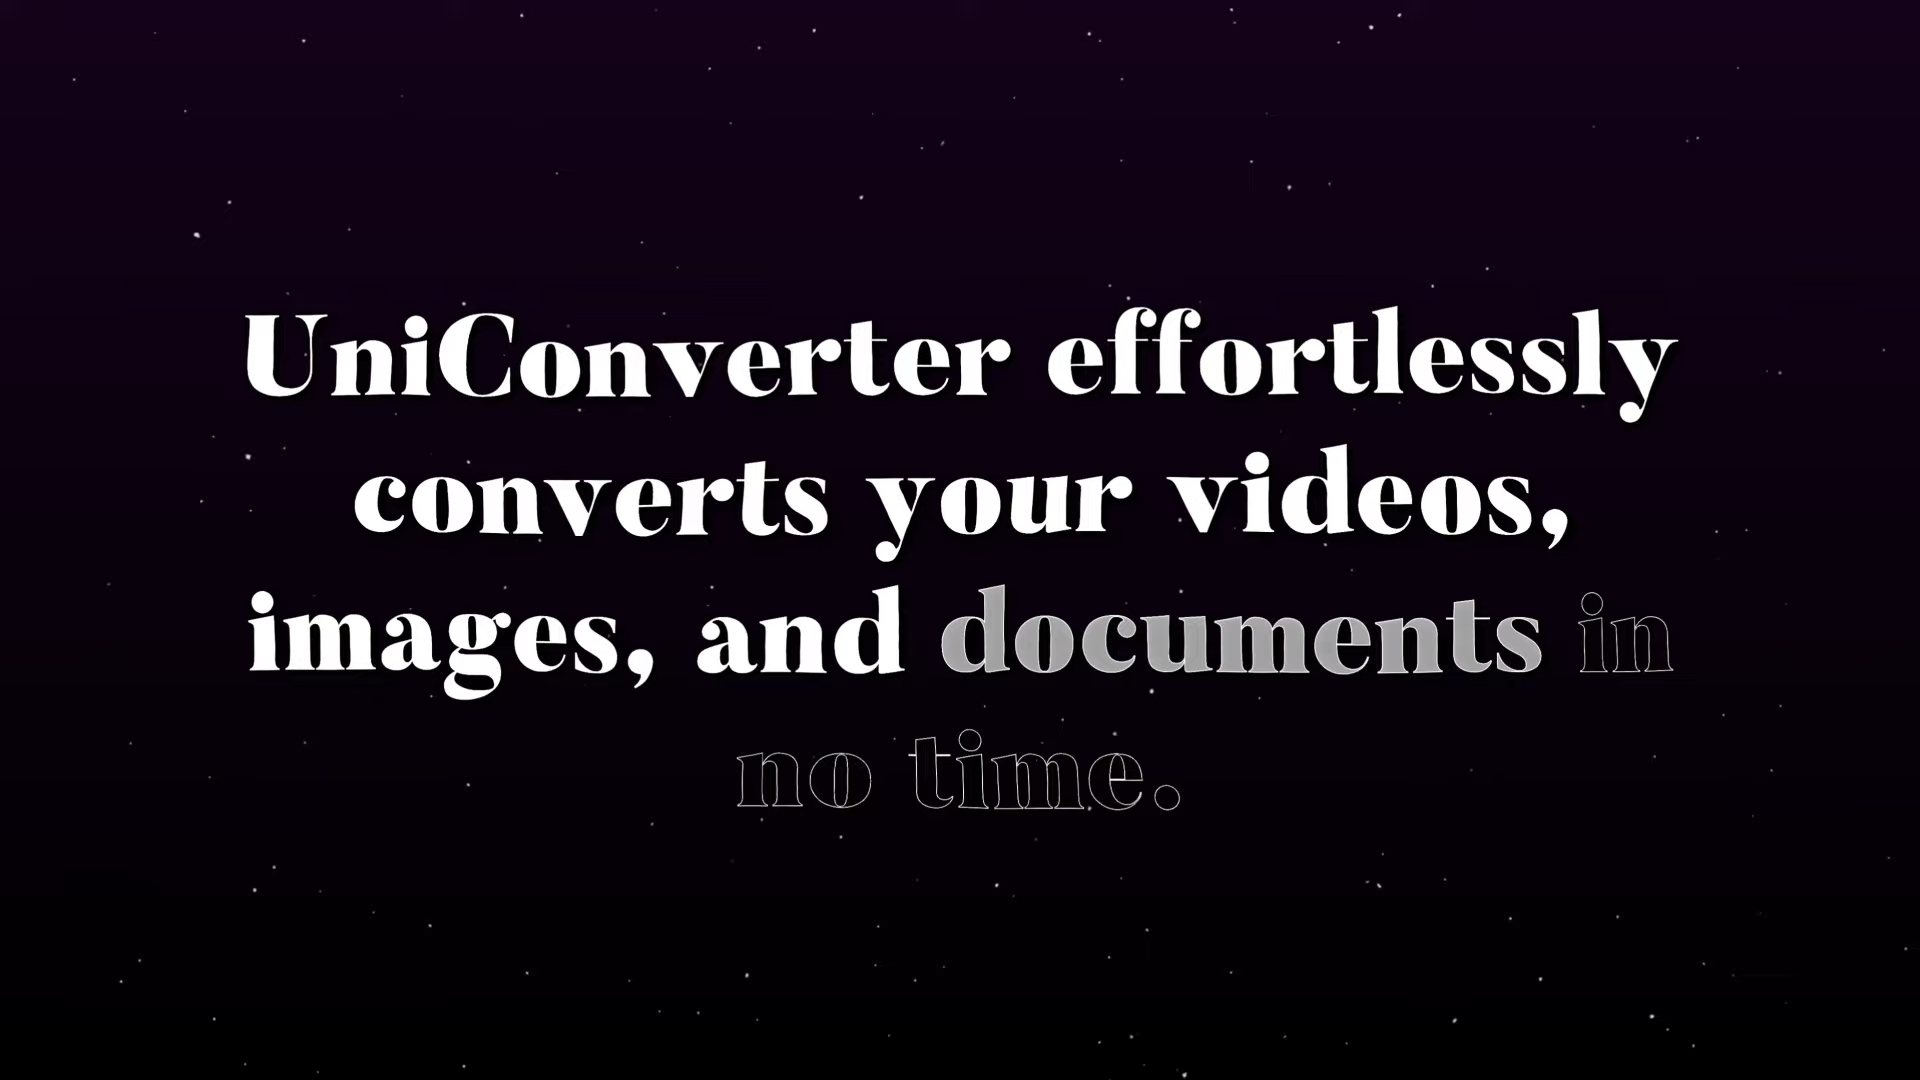 UniConverter effortlessly
converts your videos,
images, and documents in
no time.